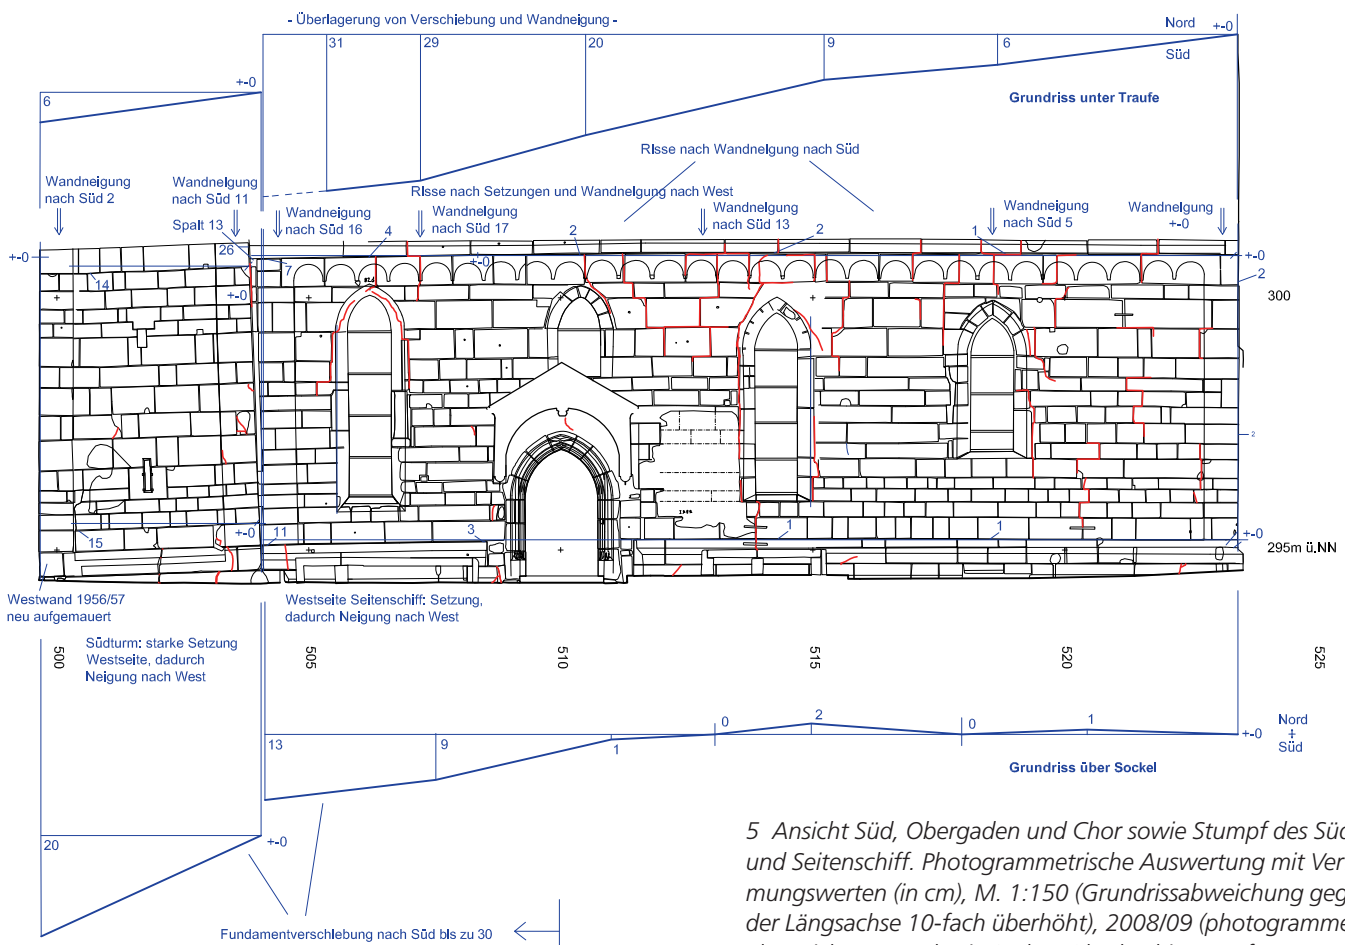 - Überlagerung von Verschiebung und Wandneigung -
Nord
+-0
31
29
20
9
6
Süd
+-0
6
Grundriss unter Traufe
Risse nach Wandneigung nach Süd
Wandneigung
nach Süd 2
Wandneigung
nach Süd 11
Risse nach Setzungen und Wandneigung nach West
Spalt 13
Wandneigung
nach Süd 16
Wandneigung
nach Süd 17
Wandneigung
nach Süd 13
Wandneigung
nach Süd 5
Wandneigung
+-0
4
2
2
1
+-0
26
7
+-0
+-0
2
14
+-0
300
2
+-0
11
3
1
1
+-0
15
295m ü.NN
Westwand 1956/57
neu aufgemauert
Westseite Seitenschiff: Setzung,
dadurch Neigung nach West
Südturm: starke Setzung
Westseite, dadurch
Neigung nach West
500
505
510
515
520
525
13
9
1
0
2
0
1
+-0
Nord
+
Süd
Grundriss über Sockel
20
+-0
Fundamentverschiebung nach Süd bis zu 30
5 Ansicht Süd, Obergaden und Chor sowie Stumpf des Süd
und Seitenschiff. Photogrammetrische Auswertung mit Ver
mungswerten (in cm), M. 1:150 (Grundrissabweichung geg
der Längsachse 10-fach überhöht), 2008/09 (photogramme